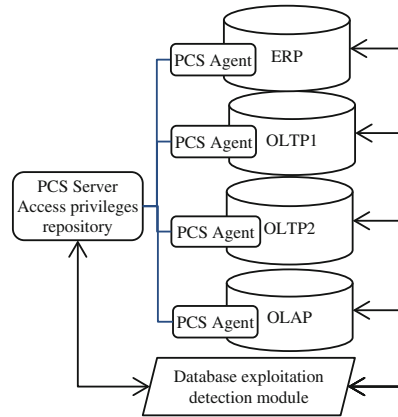 PCS Agent
ERP
PCS Agent
OLTP1
PCS Server
Access privileges
repository
PCS Agent
OLTP2
PCS Agent
OLAP
Database exploitation
detection module